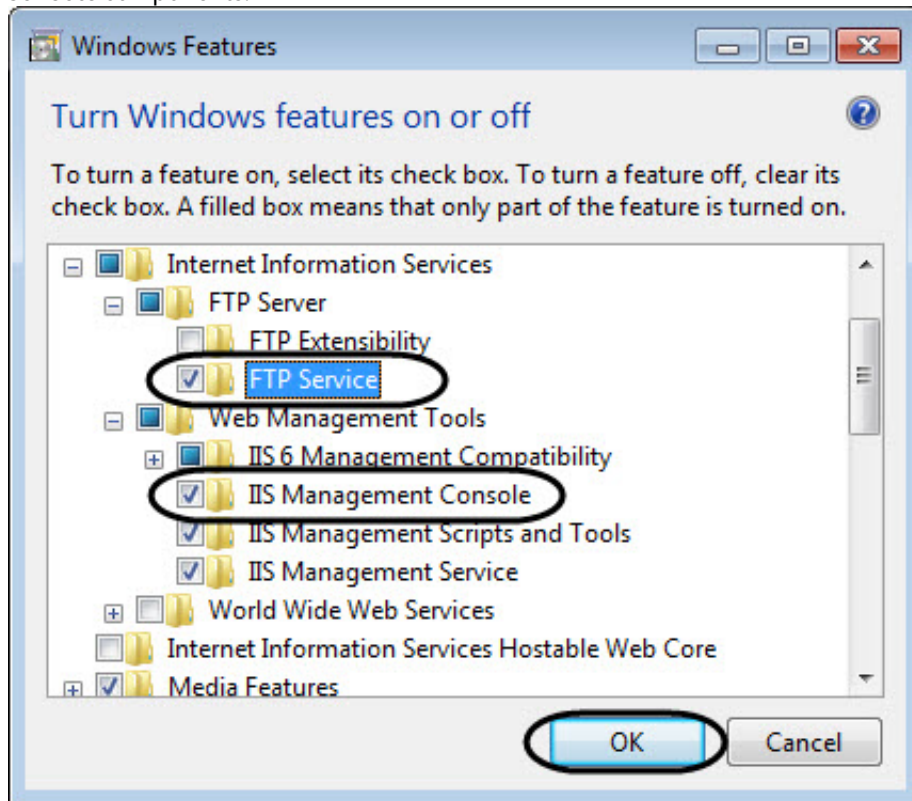 Windows Features
Turn Windows features on or off
To turn a feature on, select its check box. To turn a feature off, clear its
check box. A filled box means that only part of the feature is turned on.
Internet Information Services
FTP Server
FTP Extensibility
FTP Service
Web Management Tools
IIS 6 Management Compatibility
IIS Management Console
IIS Management Scripts and Tools
IIS Management Service
World Wide Web Services
Internet Information Services Hostable Web Core
Media Features
OK Cancel